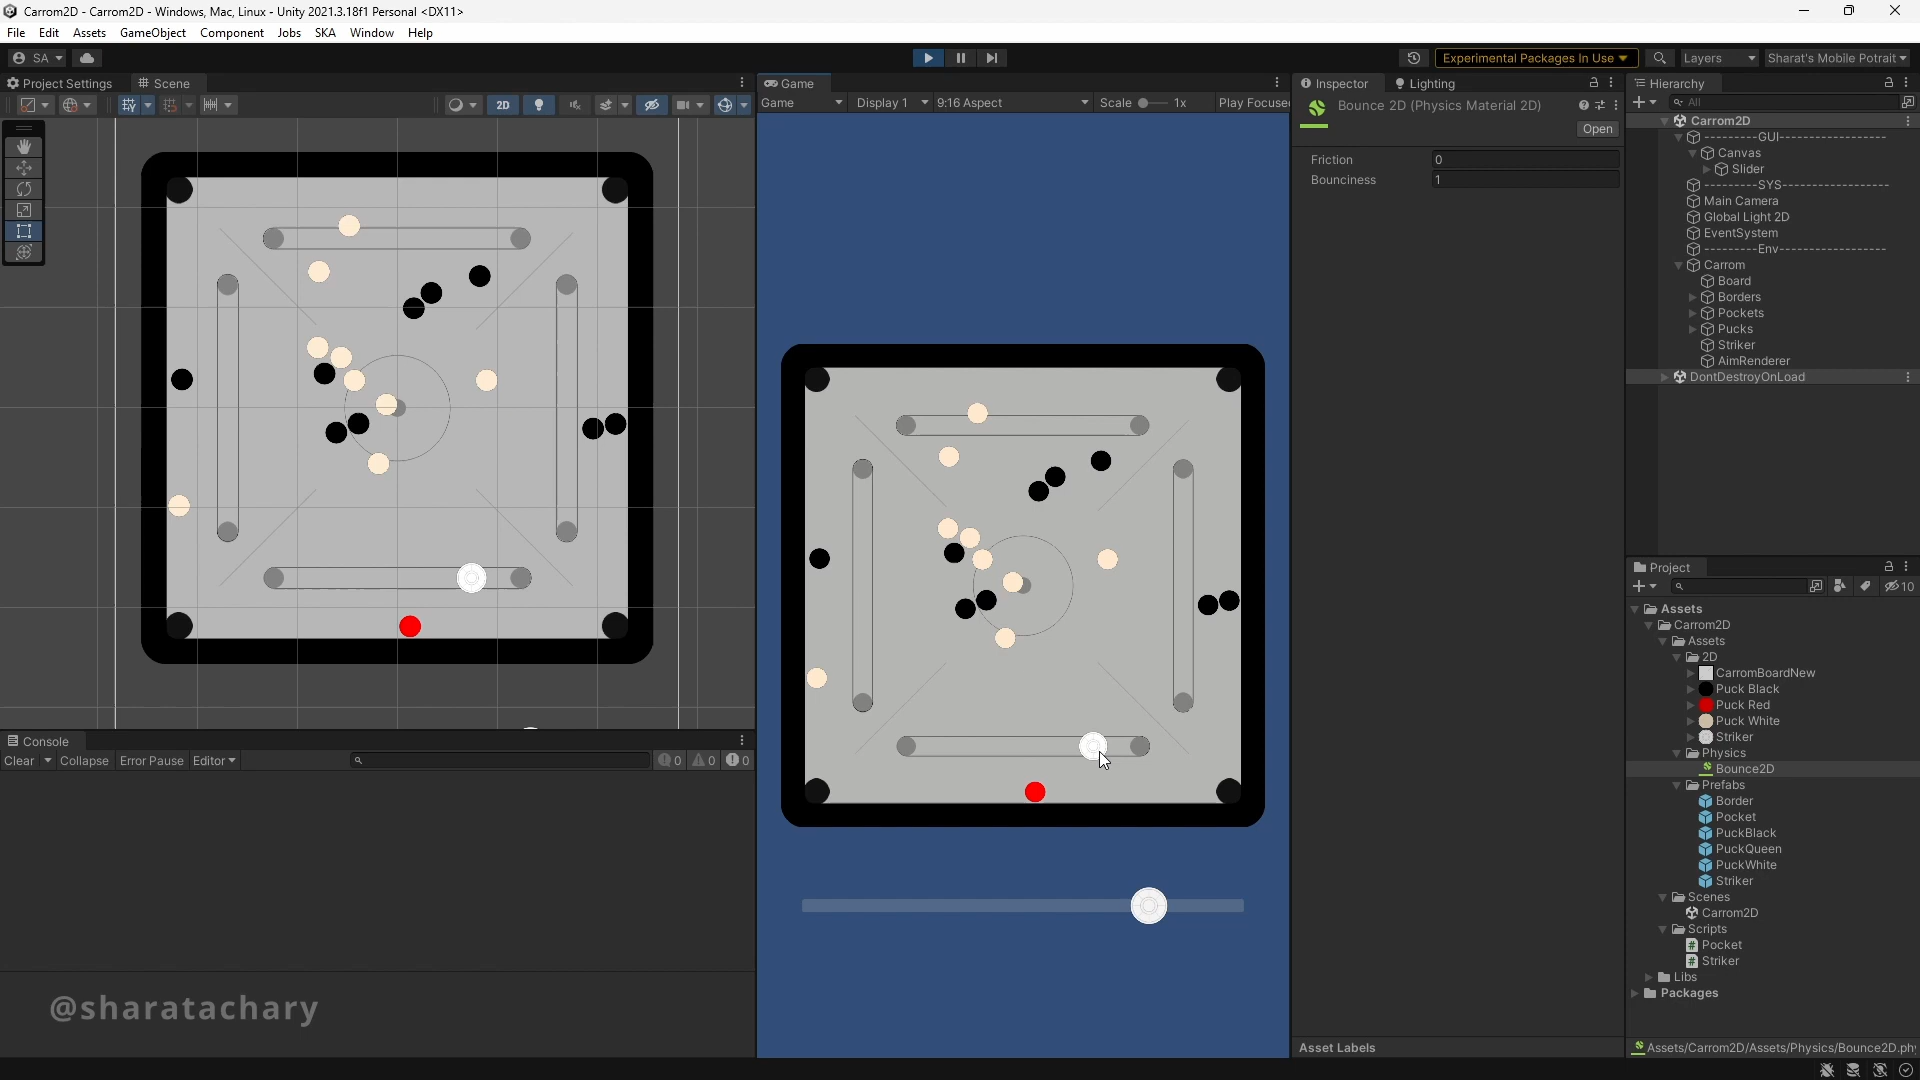 Carrom2D - Carrom2D - Windows, Mac, Linux - Unity 2021.3.18f1 Personal <DX11>
File Edit Assets GameObject Component Jobs SKA Window Help
SA
Experimental Packages In Use
Layers
Sharat's Mobile Potrait
Project Settings
Scene
2D
Game
Game
Display 1
9:16 Aspect
Scale
1x
Play Focuse
Inspector
Lighting
Bounce 2D (Physics Material 2D)
Open
Friction
0
Bounciness
1
Asset Labels
Hierarchy
All
Carrom2D
---------GUI-----------------
Canvas
Slider
---------SYS-----------------
Main Camera
Global Light 2D
EventSystem
---------Env-----------------
Carrom
Board
Borders
Pockets
Pucks
Striker
AimRenderer
DontDestroyOnLoad
Project
10
Assets
Carrom2D
Assets
2D
CarromBoardNew
Puck Black
Puck Red
Puck White
Striker
Physics
Bounce2D
Prefabs
Border
Pocket
PuckBlack
PuckQueen
PuckWhite
Striker
Scenes
Carrom2D
Scripts
Pocket
Striker
Libs
Packages
Assets/Carrom2D/Assets/Physics/Bounce2D.phy
Console
Clear
Collapse
Error Pause
Editor
0
0
0
@sharatachary